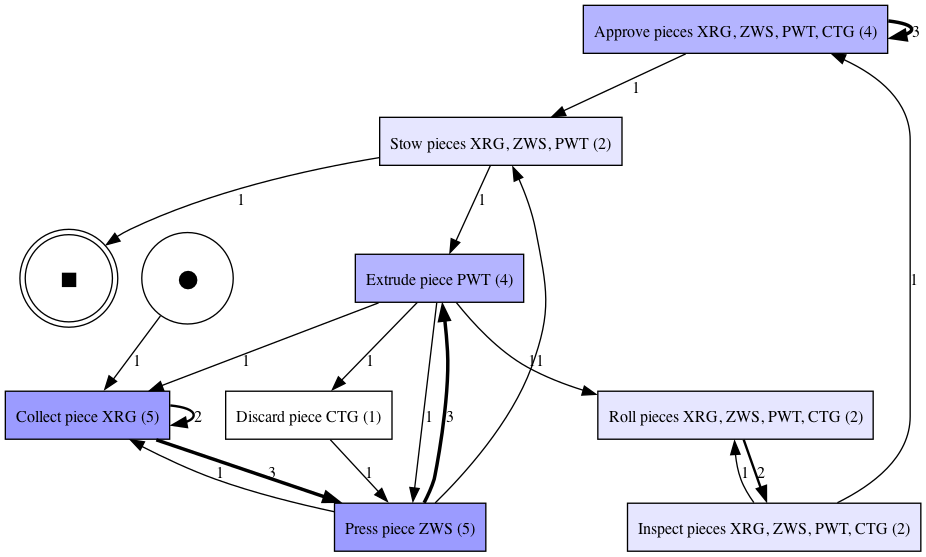 Approve pieces XRG, ZWS, PWT, CTG (4)
3
1
Stow pieces XRG, ZWS, PWT (2)
1
1
Extrude piece PWT (4)
1
1
1
1
1
1
Collect piece XRG (5)
2
Discard piece CTG (1)
1
3
Roll pieces XRG, ZWS, PWT, CTG (2)
1
3
1
1
2
Press piece ZWS (5)
Inspect pieces XRG, ZWS, PWT, CTG (2)